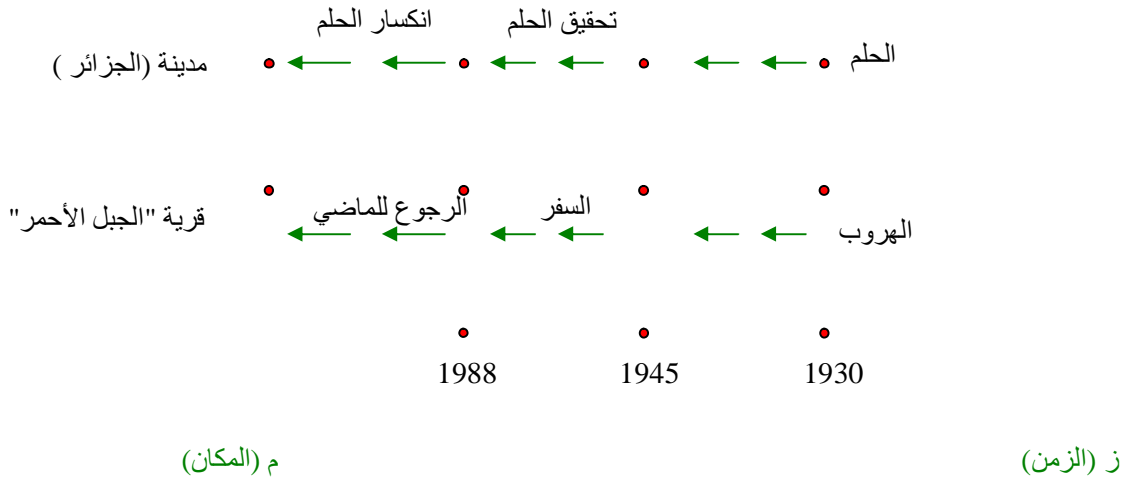 انكسار الحلم
تحقيق الحلم
الحلم
مدينة (الجزائر )
السفر
الرجوع للماضي
قرية "الجبل الأحمر"
الهروب
1930
1945
1988
ز (الزمن)
م (المكان)